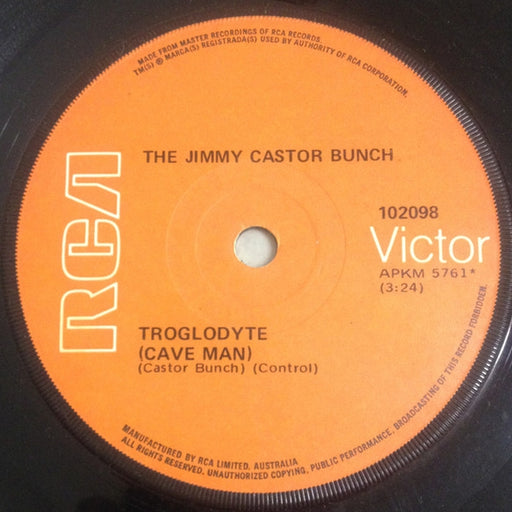 MADE FROM MASTER RECORDINGS OF RCA RECORDS.
TM(S) ® MARCA(S) REGISTRADA(S) USED BY AUTHORITY OF RCA CORPORATION.
THE JIMMY CASTOR BUNCH
RCA
102098
Victor
APKM 5761*
(3:24)
TROGLODYTE
(CAVE MAN)
(Castor Bunch) (Control)
MANUFACTURED BY RCA LIMITED, AUSTRALIA
ALL RIGHTS RESERVED. UNAUTHORIZED COPYING, PUBLIC PERFORMANCE, BROADCASTING OF THIS RECORD FORBIDDEN.